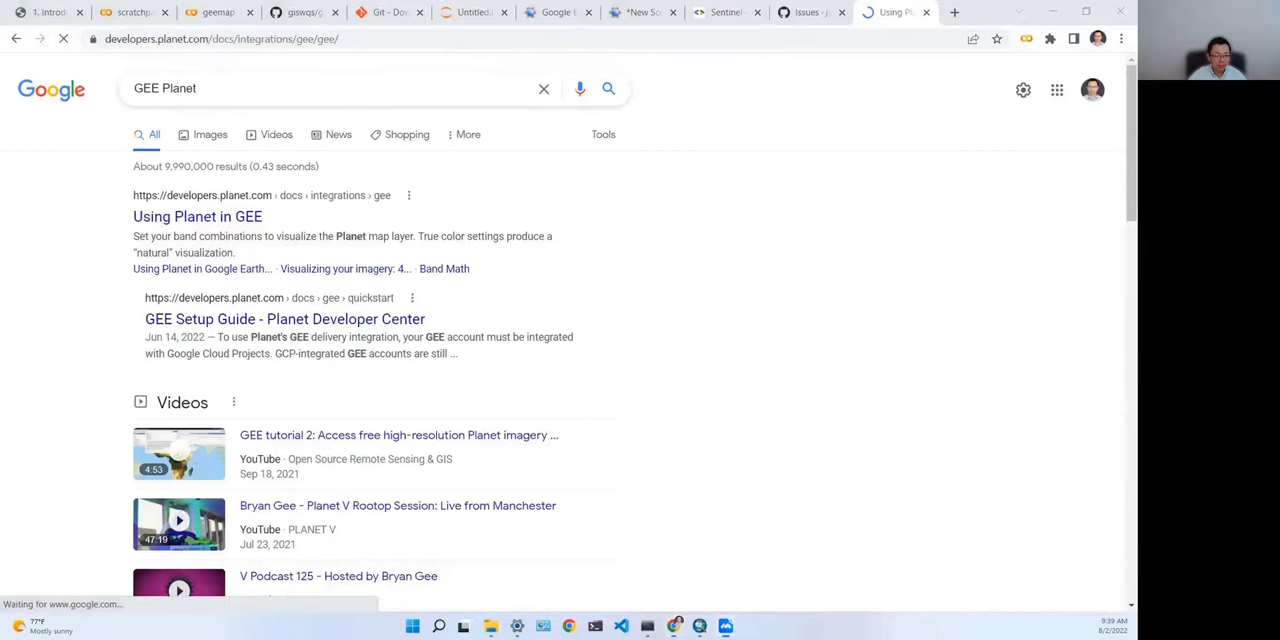 1. Introd
scratchp
geemap
giswqs/g
Git - Do
Untitled.
Google E
*New Sc
Sentinel-
Issues · ji
Using Pl
developers.planet.com/docs/integrations/gee/gee/
Google
GEE Planet
All
Images
Videos
News
Shopping
More
Tools
About 9,990,000 results (0.43 seconds)
https://developers.planet.com › docs › integrations › gee
Using Planet in GEE
Set your band combinations to visualize the Planet map layer. True color settings produce a
"natural" visualization.
Using Planet in Google Earth... · Visualizing your imagery: 4... · Band Math
https://developers.planet.com › docs › gee › quickstart
GEE Setup Guide - Planet Developer Center
Jun 14, 2022 — To use Planet's GEE delivery integration, your GEE account must be integrated
with Google Cloud Projects. GCP-integrated GEE accounts are still ...
Videos
GEE tutorial 2: Access free high-resolution Planet imagery ...
YouTube · Open Source Remote Sensing & GIS
4:53
Sep 18, 2021
Bryan Gee - Planet V Rootop Session: Live from Manchester
YouTube · PLANET V
47:19
Jul 23, 2021
V Podcast 125 - Hosted by Bryan Gee
Waiting for www.google.com...
77°F
Mostly sunny
9:39 AM
8/2/2022